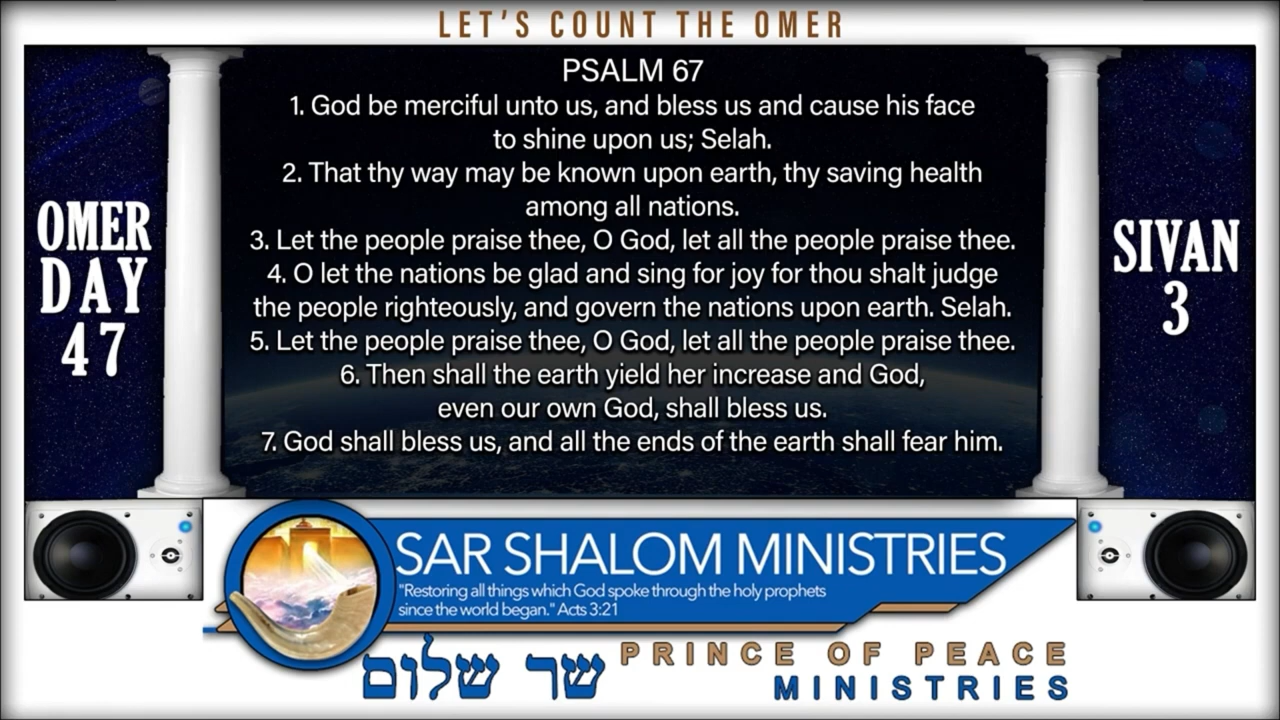 LET'S COUNT THE OMER
PSALM 67
1. God be merciful unto us, and bless us and cause his face
to shine upon us; Selah.
2. That thy way may be known upon earth, thy saving health
among all nations.
3. Let the people praise thee, O God, let all the people praise thee.
4. O let the nations be glad and sing for joy for thou shalt judge
the people righteously, and govern the nations upon earth. Selah.
5. Let the people praise thee, O God, let all the people praise thee.
6. Then shall the earth yield her increase and God,
even our own God, shall bless us.
7. God shall bless us, and all the ends of the earth shall fear him.
OMER
DAY
47
SIVAN
3
SAR SHALOM MINISTRIES
"Restoring all things which God spoke through the holy prophets
since the world began." Acts 3:21
שר שלום
PRINCE OF PEACE
MINISTRIES